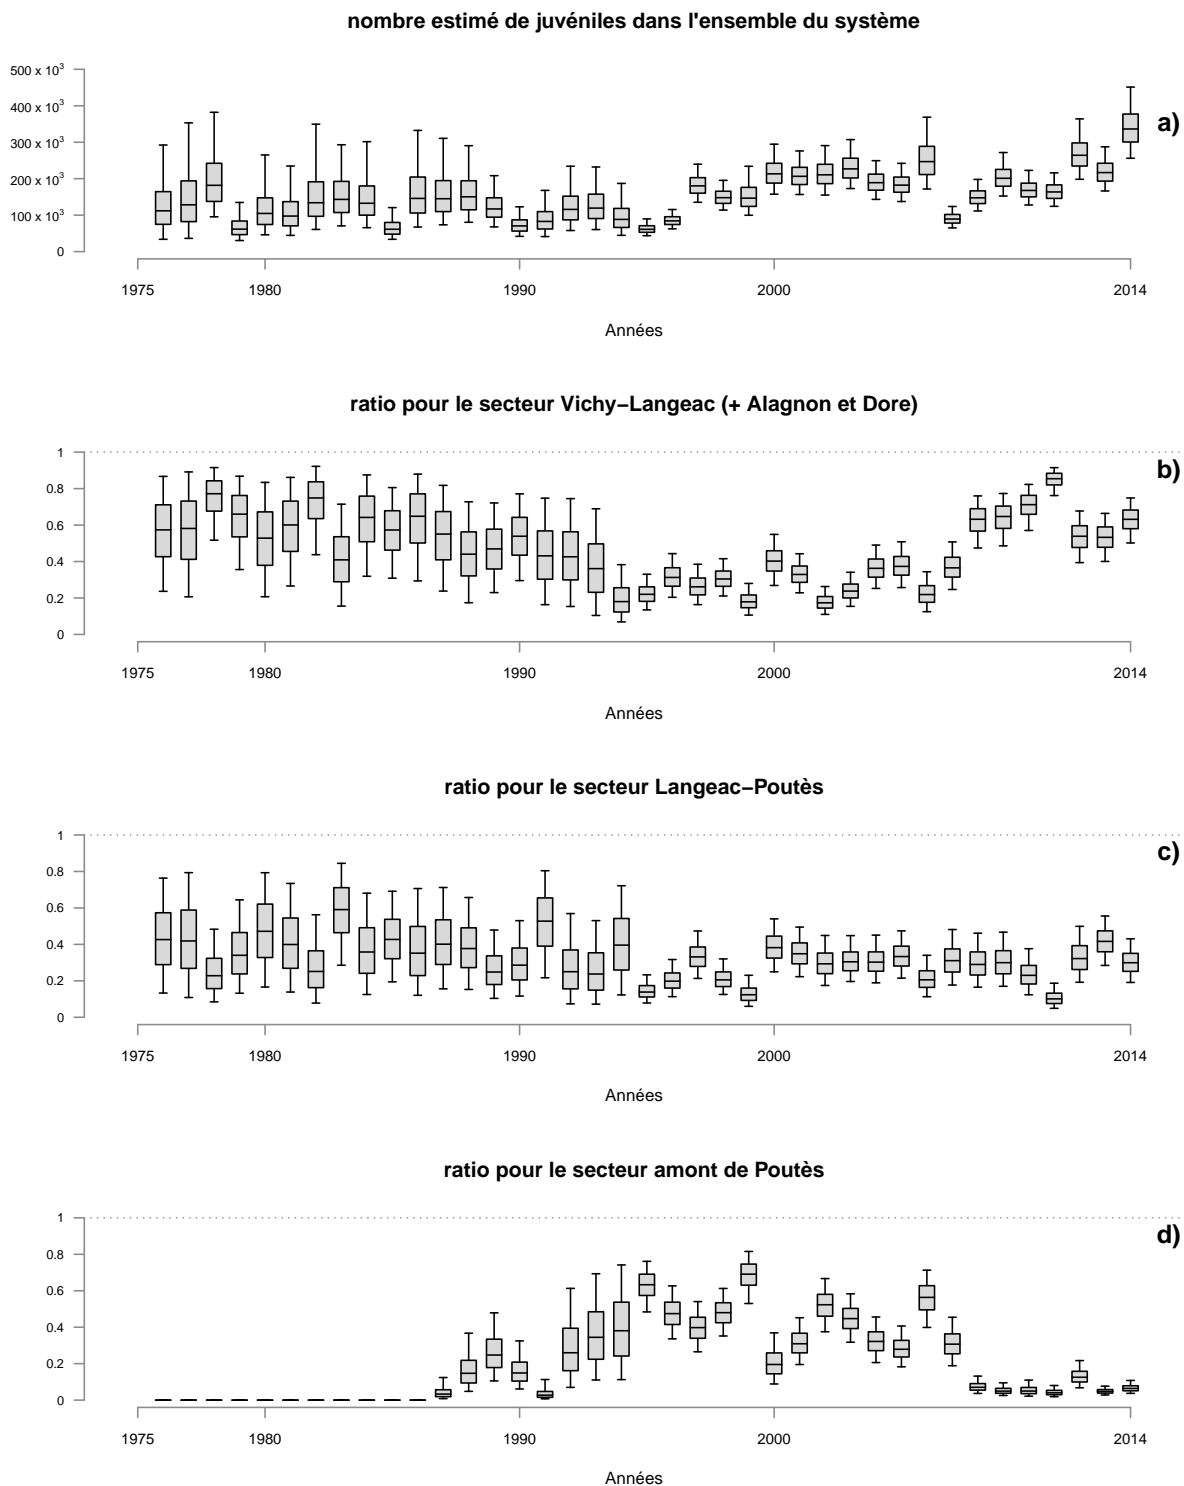 nombre estimé de juvéniles dans l'ensemble du système
500 x 10³
400 x 10³
300 x 10³
200 x 10³
100 x 10³
0
a)
1975 1980 1990 2000 2014
Années
ratio pour le secteur Vichy−Langeac (+ Alagnon et Dore)
1
0.8
0.6
0.4
0.2
0
b)
1975 1980 1990 2000 2014
Années
ratio pour le secteur Langeac−Poutès
1
0.8
0.6
0.4
0.2
0
c)
1975 1980 1990 2000 2014
Années
ratio pour le secteur amont de Poutès
1
0.8
0.6
0.4
0.2
0
d)
1975 1980 1990 2000 2014
Années